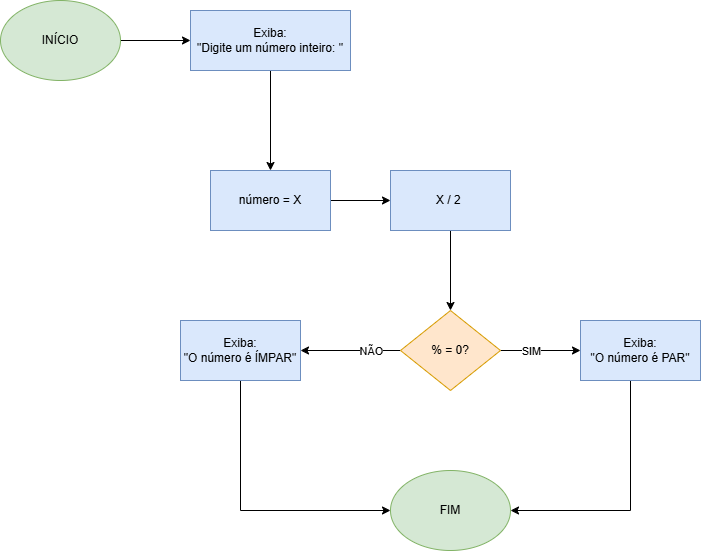 INÍCIO
Exiba:
"Digite um número inteiro: "
número = X
X / 2
% = 0?
NÃO
SIM
Exiba:
"O número é ÍMPAR"
Exiba:
"O número é PAR"
FIM